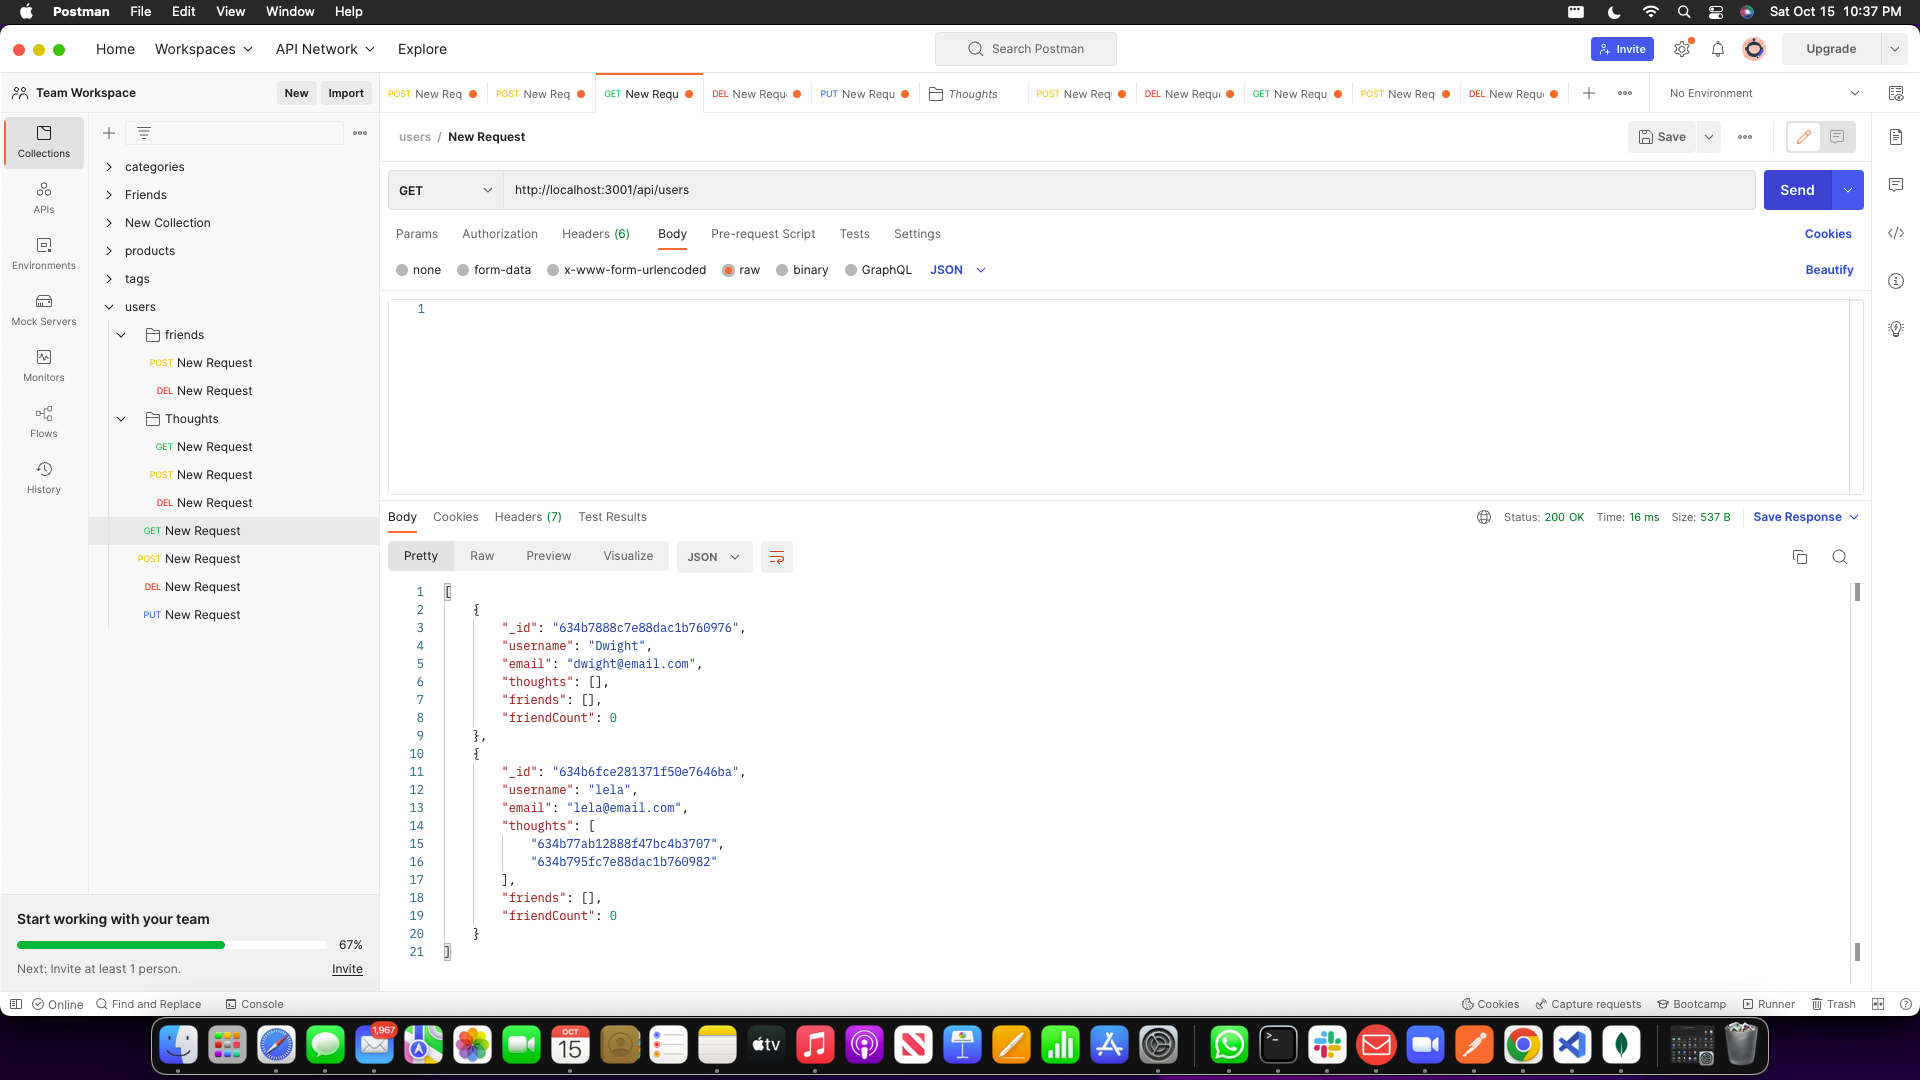 Postman File Edit View Window Help Sat Oct 15 10:37 PM
Home Workspaces API Network Explore Search Postman Invite Upgrade
Team Workspace New Import
POST New Req POST New Req GET New Requ DEL New Requ PUT New Requ Thoughts POST New Req DEL New Requ GET New Requ POST New Req DEL New Requ No Environment
Collections
APIs
Environments
Mock Servers
Monitors
Flows
History
categories
Friends
New Collection
products
tags
users
friends
POST New Request
DEL New Request
Thoughts
GET New Request
POST New Request
DEL New Request
GET New Request
POST New Request
DEL New Request
PUT New Request
Start working with your team
67%
Next: Invite at least 1 person. Invite
users / New Request Save
GET http://localhost:3001/api/users Send
Params Authorization Headers (6) Body Pre-request Script Tests Settings Cookies
none form-data x-www-form-urlencoded raw binary GraphQL JSON Beautify
1
Body Cookies Headers (7) Test Results Status: 200 OK Time: 16 ms Size: 537 B Save Response
Pretty Raw Preview Visualize JSON
1 [
2 {
3 "_id": "634b7888c7e88dac1b760976",
4 "username": "Dwight",
5 "email": "dwight@email.com",
6 "thoughts": [],
7 "friends": [],
8 "friendCount": 0
9 },
10 {
11 "_id": "634b6fce281371f50e7646ba",
12 "username": "lela",
13 "email": "lela@email.com",
14 "thoughts": [
15 "634b77ab12888f47bc4b3707",
16 "634b795fc7e88dac1b760982"
17 ],
18 "friends": [],
19 "friendCount": 0
20 }
21 ]
Online Find and Replace Console Cookies Capture requests Bootcamp Runner Trash
1,967
OCT
15
tv